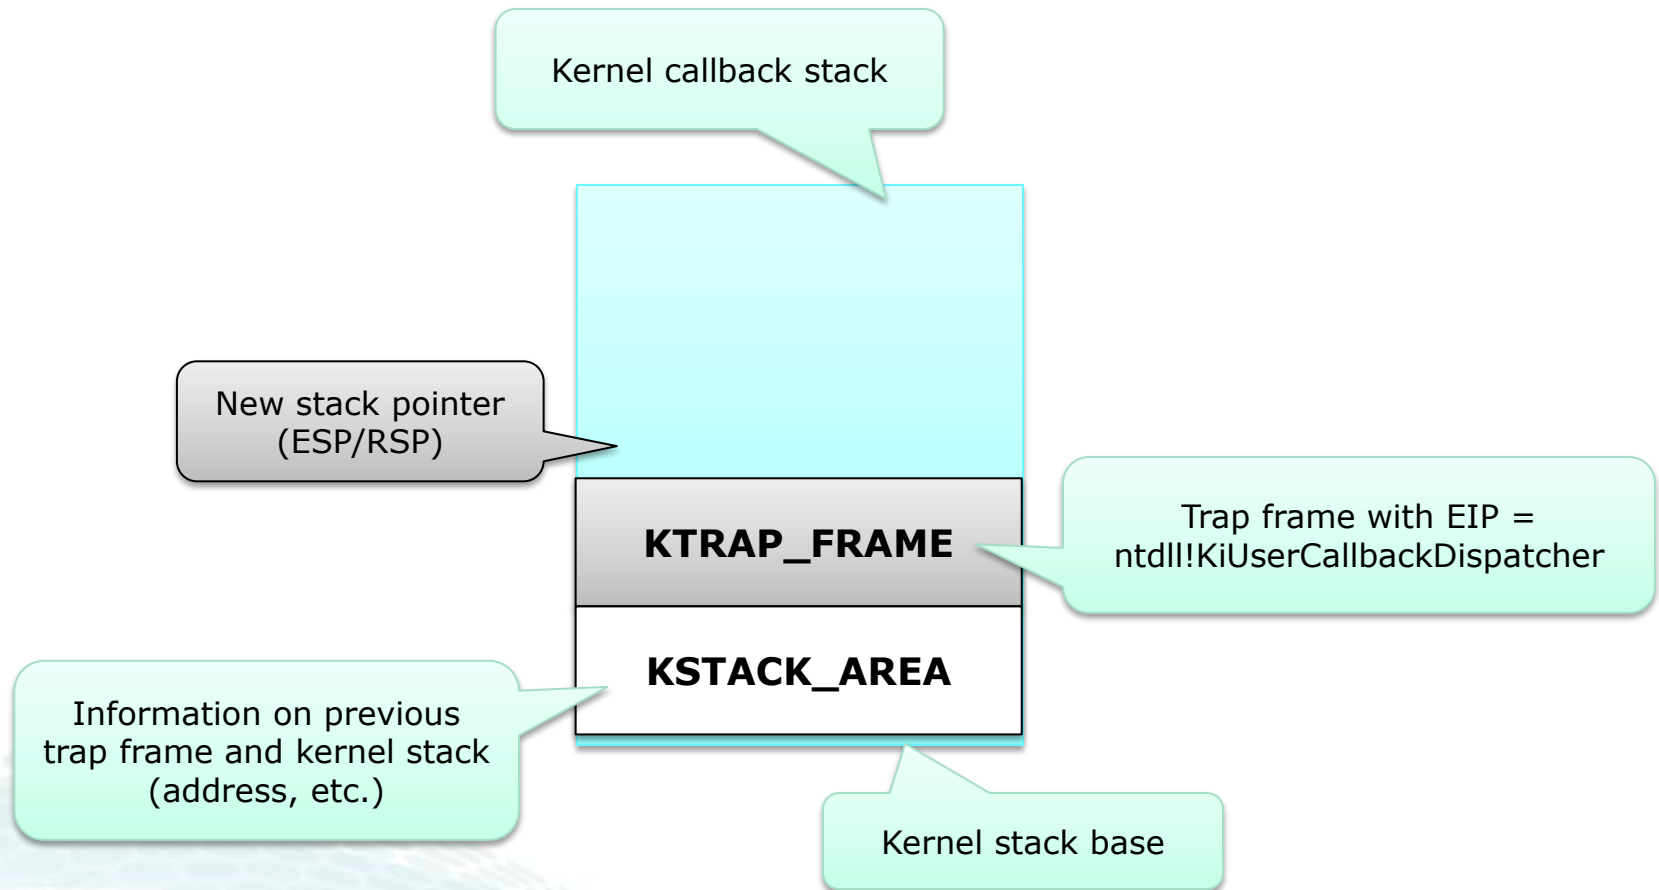 Kernel callback stack
New stack pointer
(ESP/RSP)
KTRAP_FRAME
Trap frame with EIP =
ntdll!KiUserCallbackDispatcher
KSTACK_AREA
Information on previous
trap frame and kernel stack
(address, etc.)
Kernel stack base